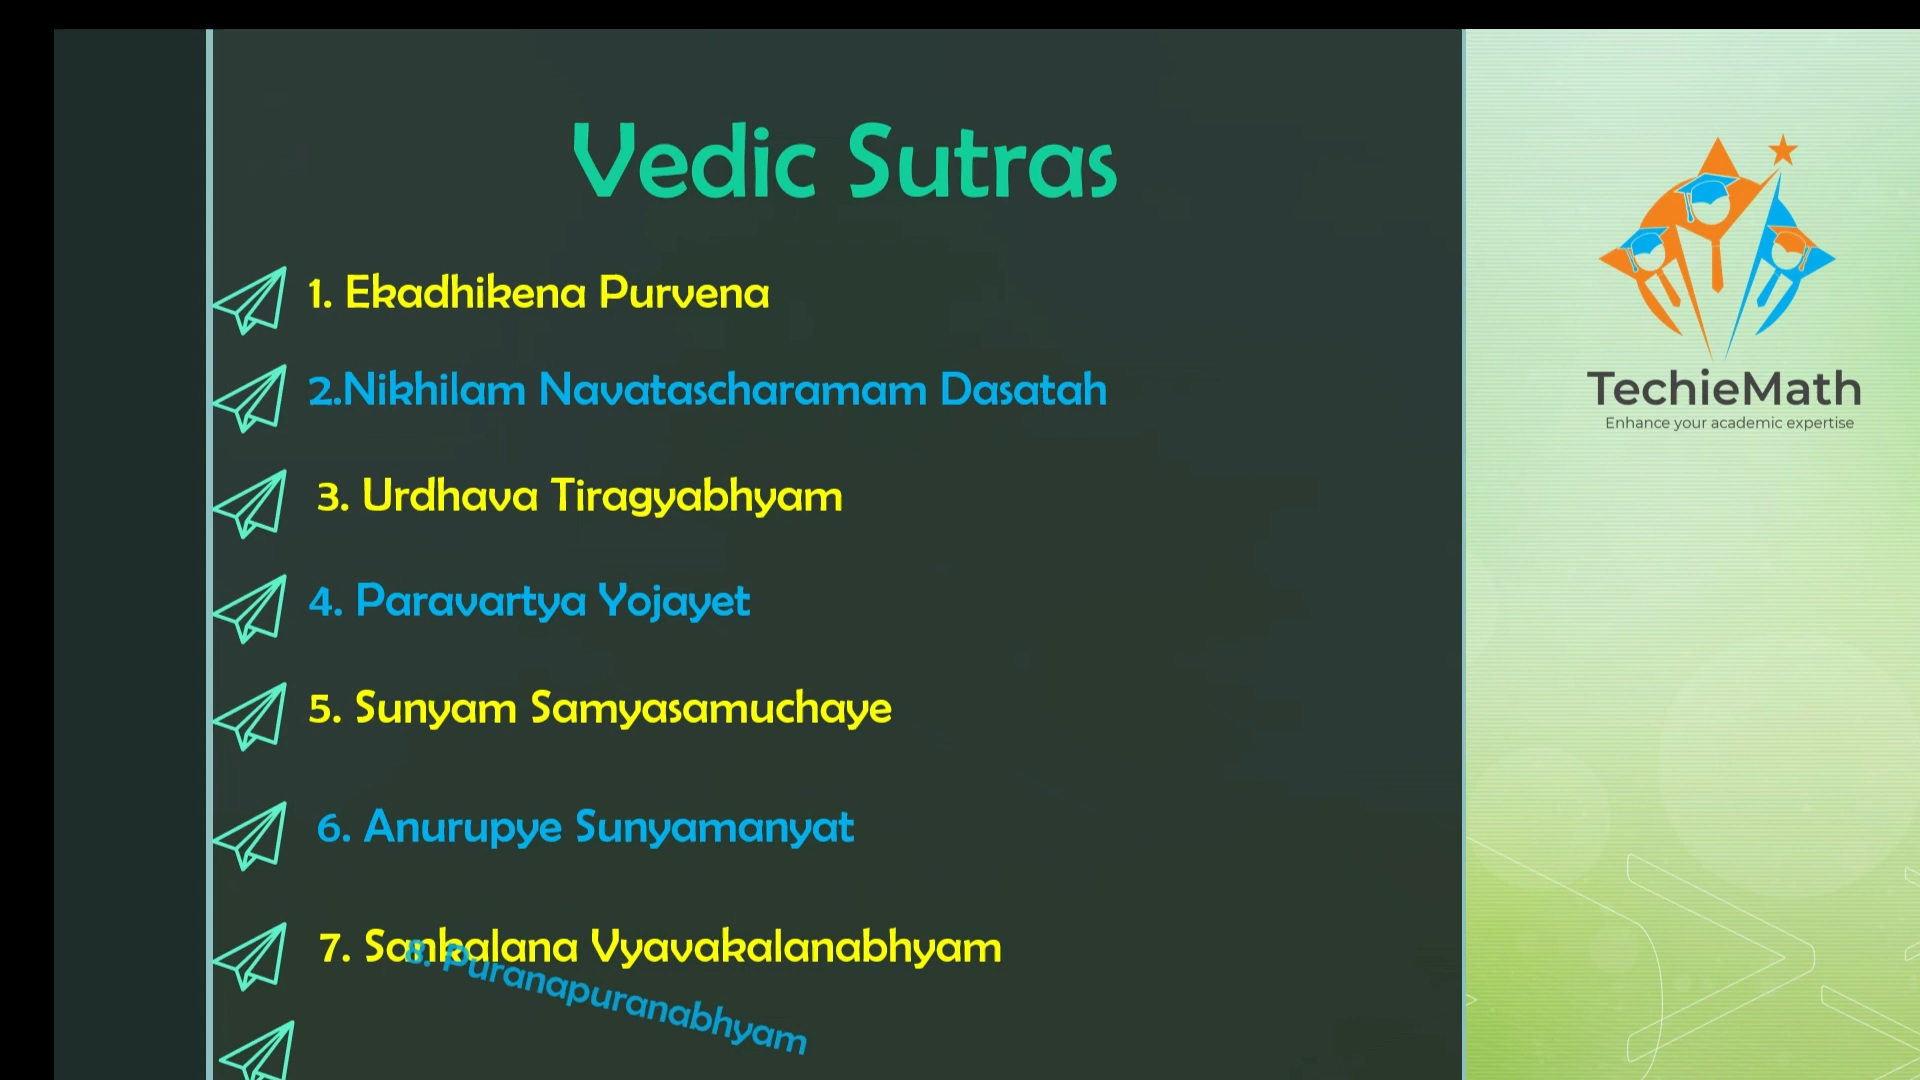 Vedic Sutras
1. Ekadhikena Purvena
2.Nikhilam Navatascharamam Dasatah
3. Urdhava Tiragyabhyam
4. Paravartya Yojayet
5. Sunyam Samyasamuchaye
6. Anurupye Sunyamanyat
7. Sankalana Vyavakalanabhyam
8. Puranapuranabhyam
TechieMath
Enhance your academic expertise